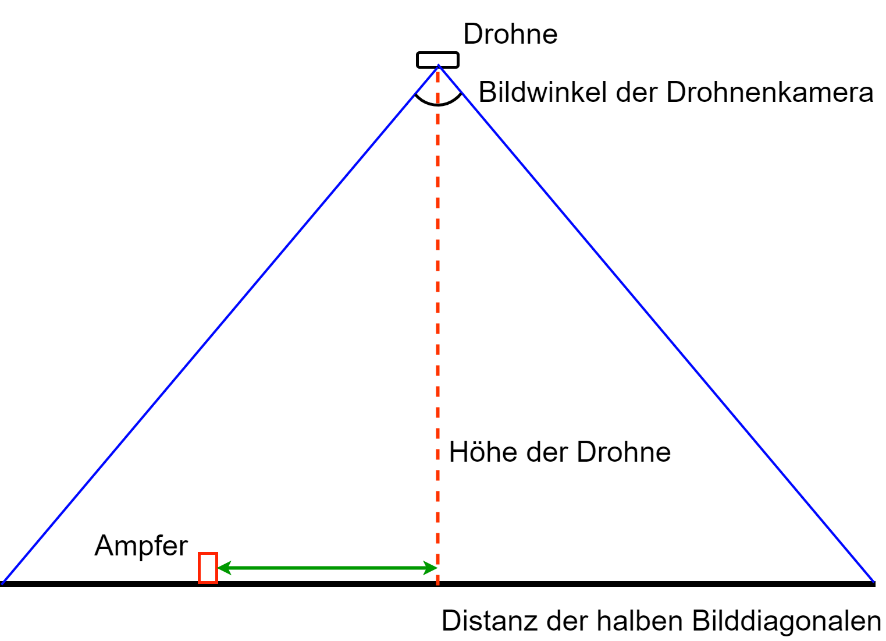 Drohne
Bildwinkel der Drohnenkamera
Höhe der Drohne
Ampfer
Distanz der halben Bilddiagonalen